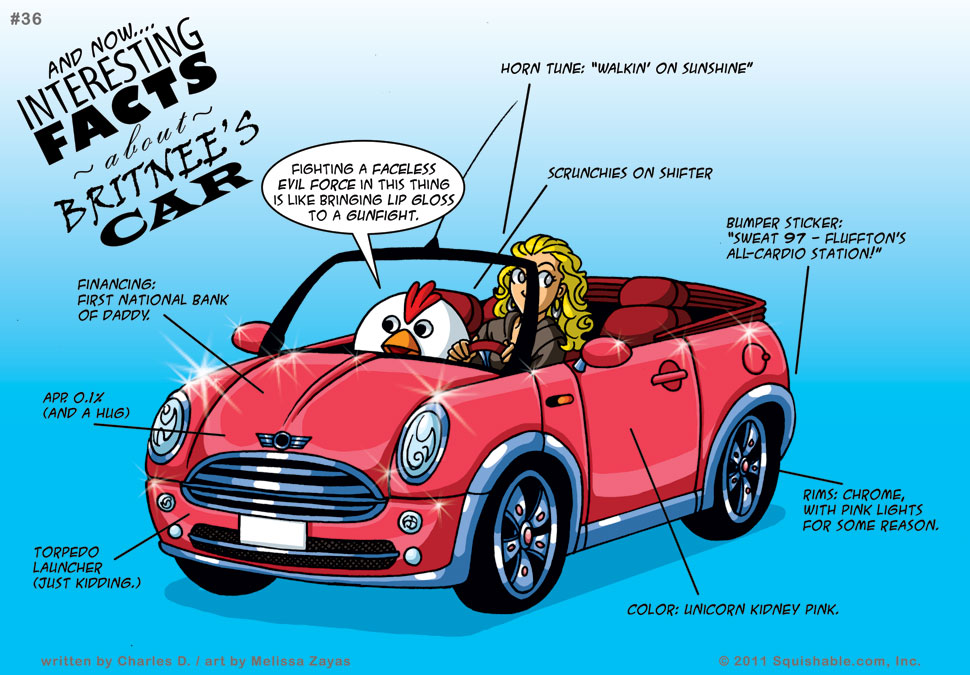 #36
AND NOW....
INTERESTING
FACTS
~about~
BRITNEE'S
CAR
HORN TUNE: "WALKIN' ON SUNSHINE"
FIGHTING A FACELESS
EVIL FORCE IN THIS THING
IS LIKE BRINGING LIP GLOSS
TO A GUNFIGHT.
SCRUNCHIES ON SHIFTER
BUMPER STICKER:
"SWEAT 97 - FLUFFTON'S
ALL-CARDIO STATION!"
FINANCING:
FIRST NATIONAL BANK
OF DADDY.
APR 0.1%
(AND A HUG)
TORPEDO
LAUNCHER
(JUST KIDDING.)
RIMS: CHROME,
WITH PINK LIGHTS
FOR SOME REASON.
COLOR: UNICORN KIDNEY PINK.
written by Charles D. / art by Melissa Zayas
© 2011 Squishable.com, Inc.